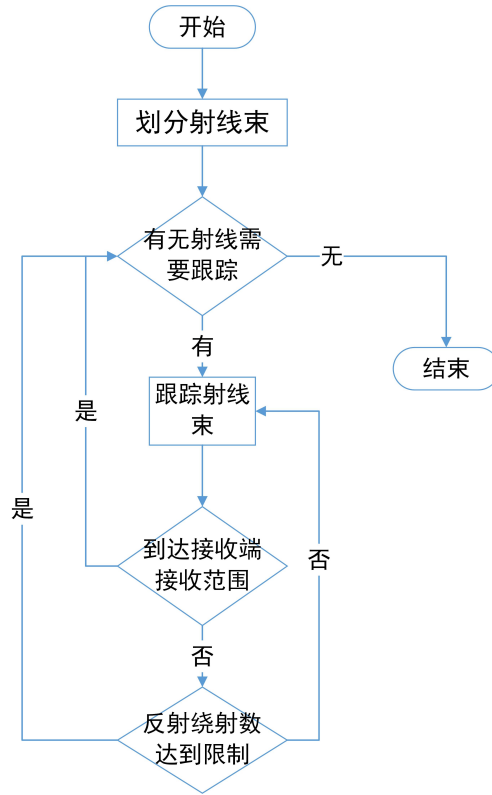 开始
划分射线束
有无射线需
要跟踪
无
有
结束
跟踪射线
束
是
是
到达接收端
接收范围
否
否
反射绕射数
达到限制